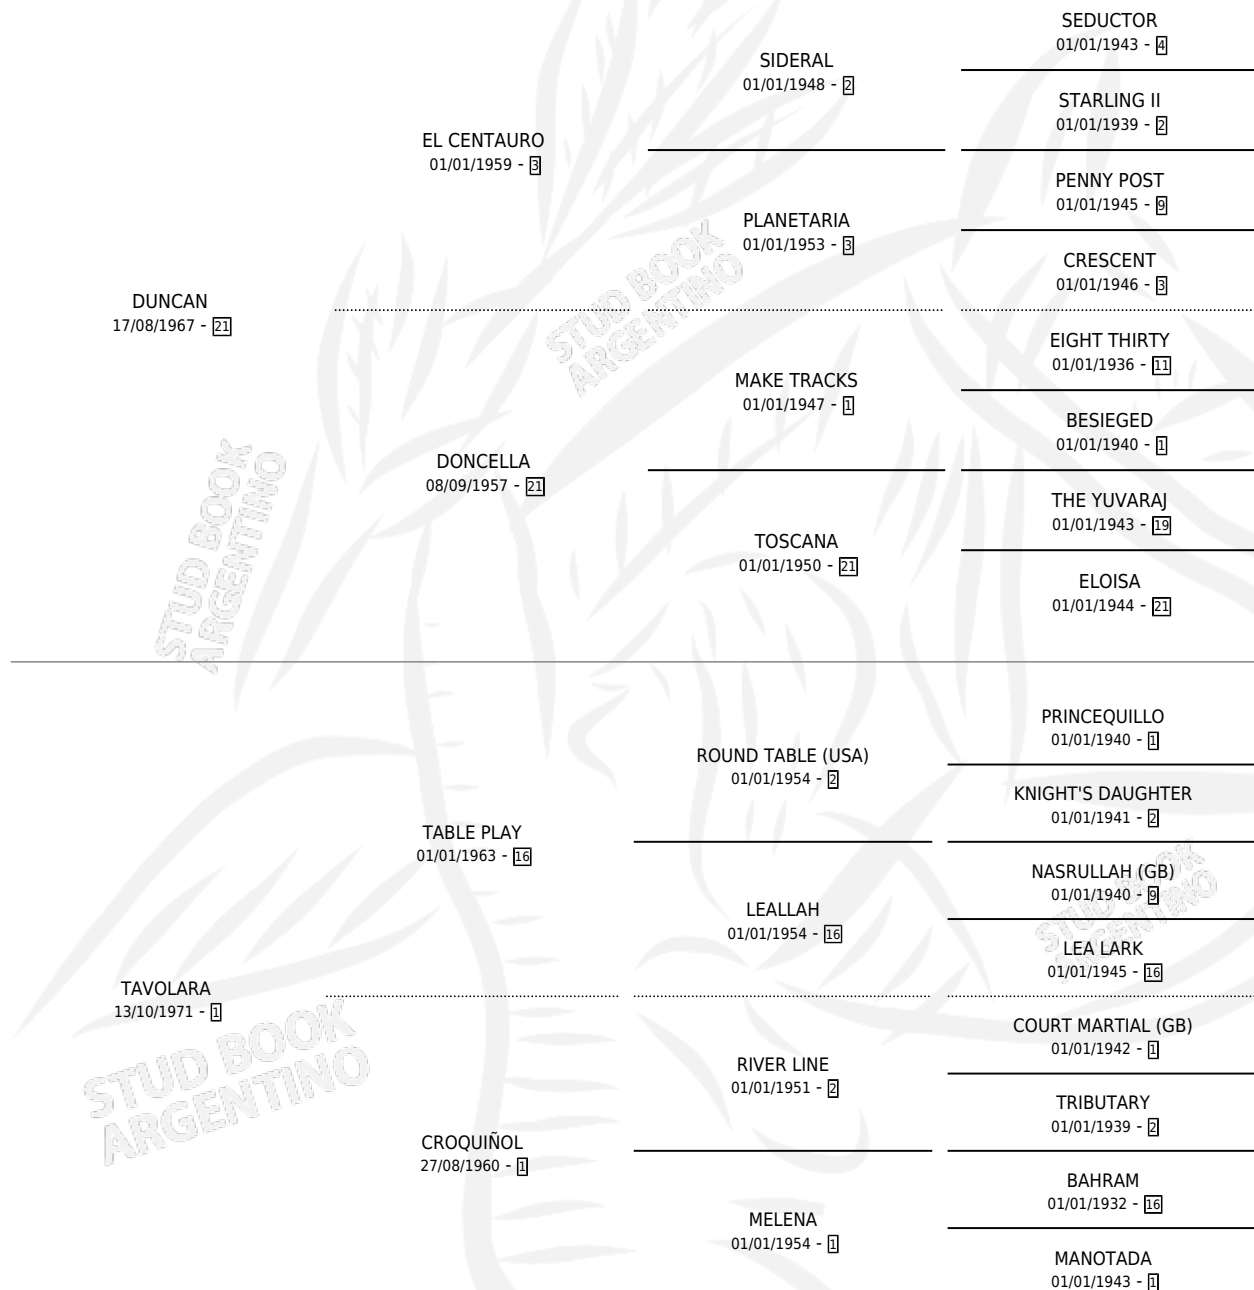 SEDUCTOR
01/01/1943 - 4
SIDERAL
01/01/1948 - 2
STARLING II
01/01/1939 - 2
EL CENTAURO
01/01/1959 - 3
PENNY POST
01/01/1945 - 9
PLANETARIA
01/01/1953 - 3
CRESCENT
01/01/1946 - 3
DUNCAN
17/08/1967 - 21
EIGHT THIRTY
01/01/1936 - 11
MAKE TRACKS
01/01/1947 - 1
BESIEGED
01/01/1940 - 1
DONCELLA
08/09/1957 - 21
THE YUVARAJ
01/01/1943 - 19
TOSCANA
01/01/1950 - 21
ELOISA
01/01/1944 - 21
STUD BOOK
ARGENTINO
STUD BOOK
ARGENTINO
PRINCEQUILLO
01/01/1940 - 1
ROUND TABLE (USA)
01/01/1954 - 2
KNIGHT'S DAUGHTER
01/01/1941 - 2
TABLE PLAY
01/01/1963 - 16
NASRULLAH (GB)
01/01/1940 - 9
LEALLAH
01/01/1954 - 16
LEA LARK
01/01/1945 - 16
STUD BOOK
ARGENTINO
TAVOLARA
13/10/1971 - 1
COURT MARTIAL (GB)
01/01/1942 - 1
RIVER LINE
01/01/1951 - 2
TRIBUTARY
01/01/1939 - 2
STUD BOOK
ARGENTINO
CROQUIÑOL
27/08/1960 - 1
BAHRAM
01/01/1932 - 16
MELENA
01/01/1954 - 1
MANOTADA
01/01/1943 - 1